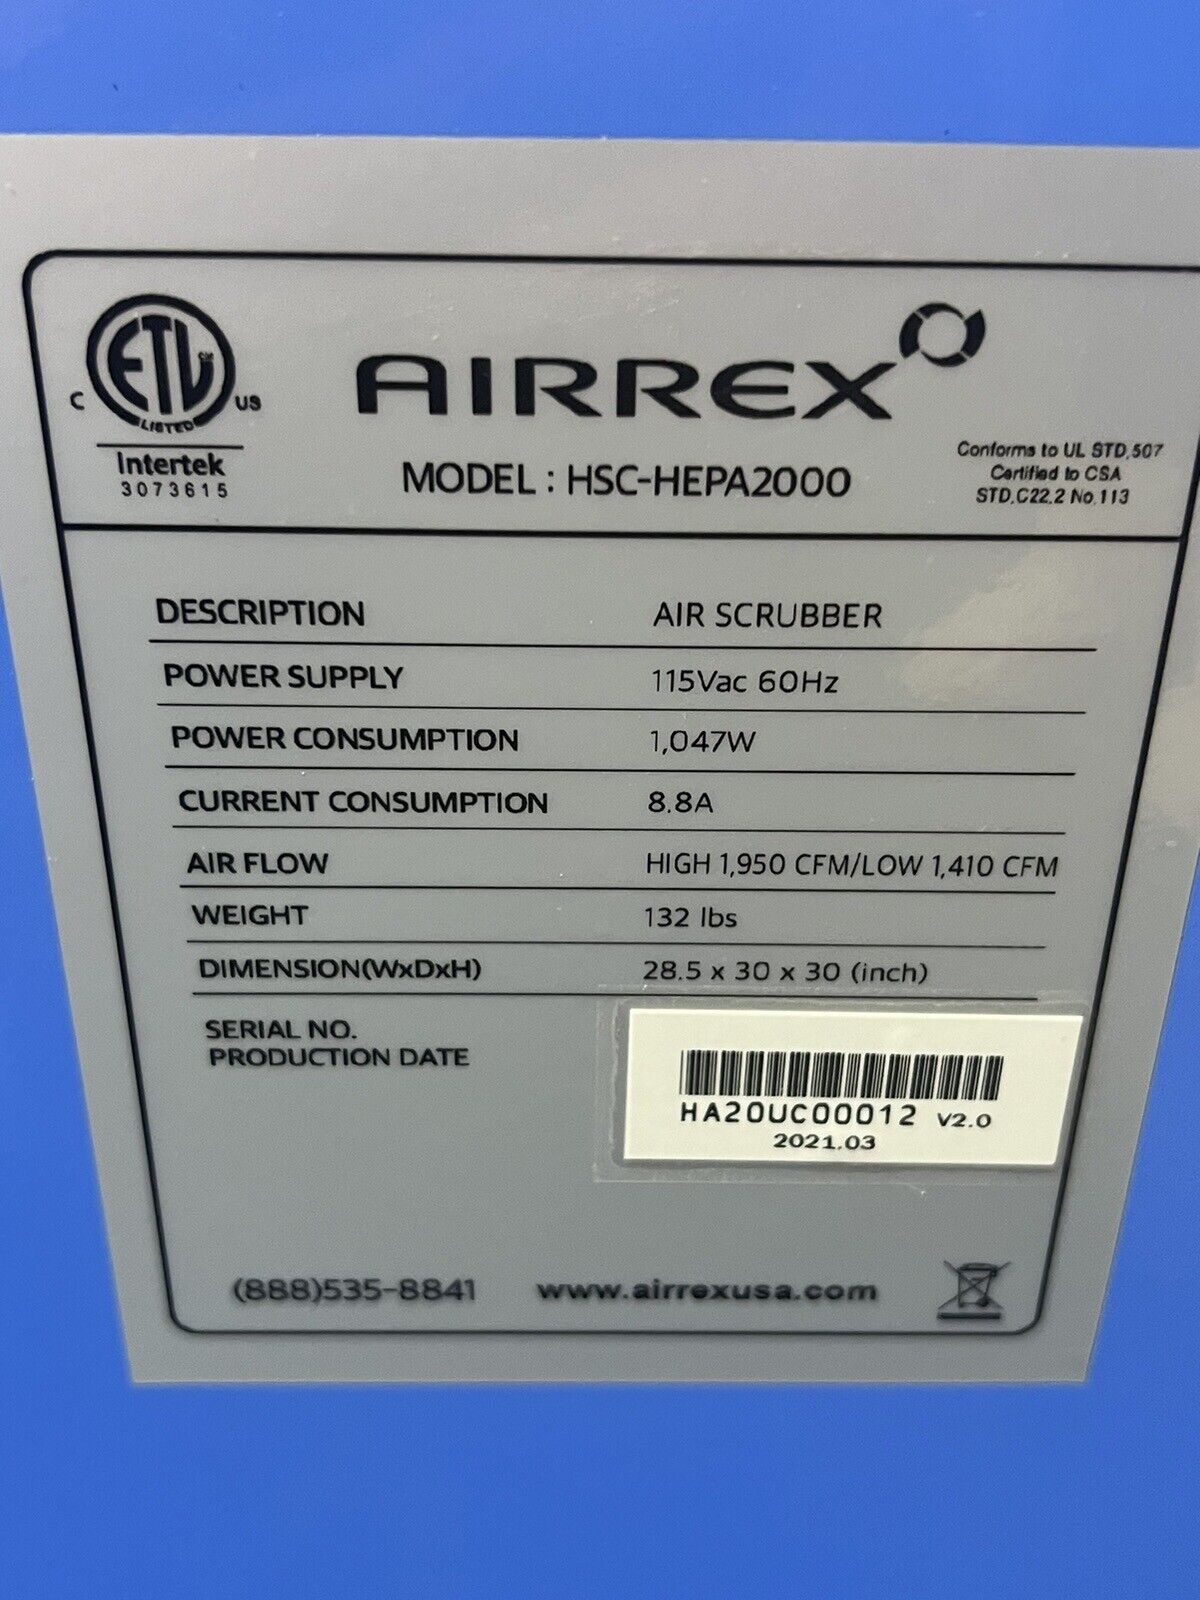 ETL CM
LISTED
C US
Intertek
3073615
AIRREX
MODEL : HSC-HEPA2000
Conforms to UL STD.507
Certified to CSA
STD.C22.2 No.113
DESCRIPTION AIR SCRUBBER
POWER SUPPLY 115Vac 60Hz
POWER CONSUMPTION 1,047W
CURRENT CONSUMPTION 8.8A
AIR FLOW HIGH 1,950 CFM/LOW 1,410 CFM
WEIGHT 132 lbs
DIMENSION(WxDxH) 28.5 x 30 x 30 (inch)
SERIAL NO.
PRODUCTION DATE
HA20UC00012 V2.0
2021.03
(888)535-8841 www.airrexusa.com